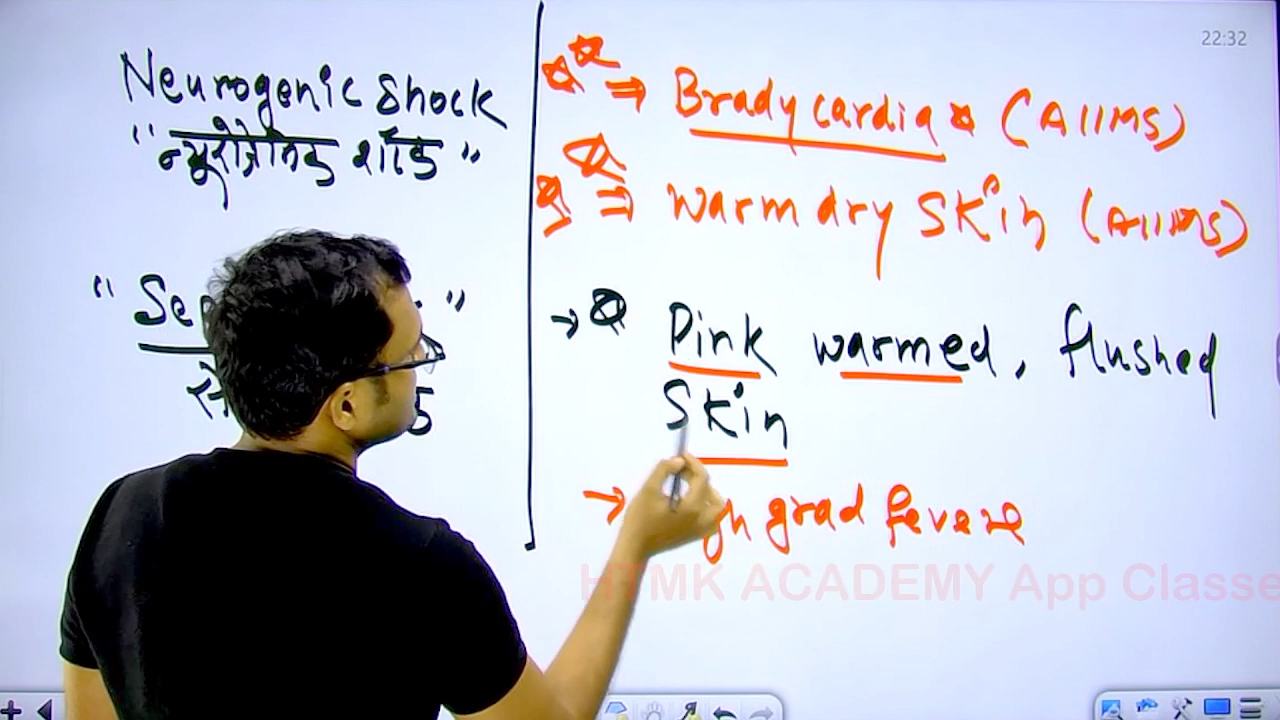 22:32
Neurogenic Shock
"न्यूरोजेनिक शॉक"
⇒ Bradycardia (AIIMS)
⇒ warm dry skin (AIIMS)
→ Pink warmed, flushed
Skin
→ grad fevere
HTMK ACADEMY App Classe